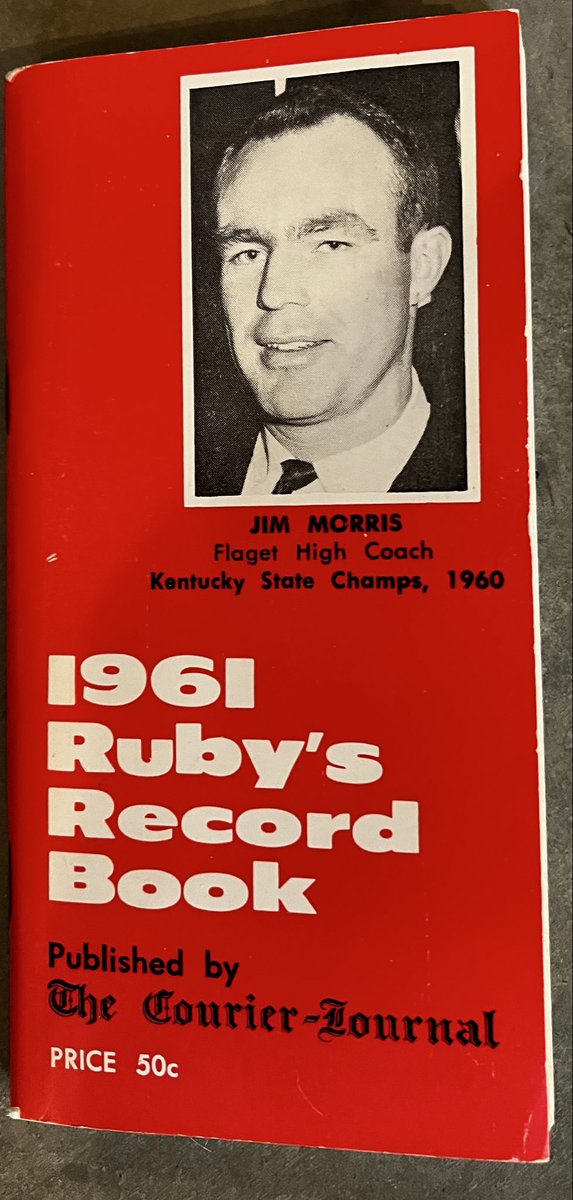 JIM MORRIS
Flaget High Coach
Kentucky State Champs, 1960
1961
Ruby's
Record
Book
Published by
The Courier-Journal
PRICE 50c